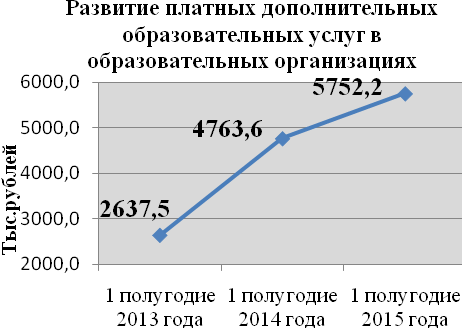 Развитие платных дополнительных
образовательных услуг в
образовательных организациях
Тыс.рублей
6000,0
5000,0
4000,0
3000,0
2000,0
2637,5
4763,6
5752,2
1 полугодие
2013 года
1 полугодие
2014 года
1 полугодие
2015 года